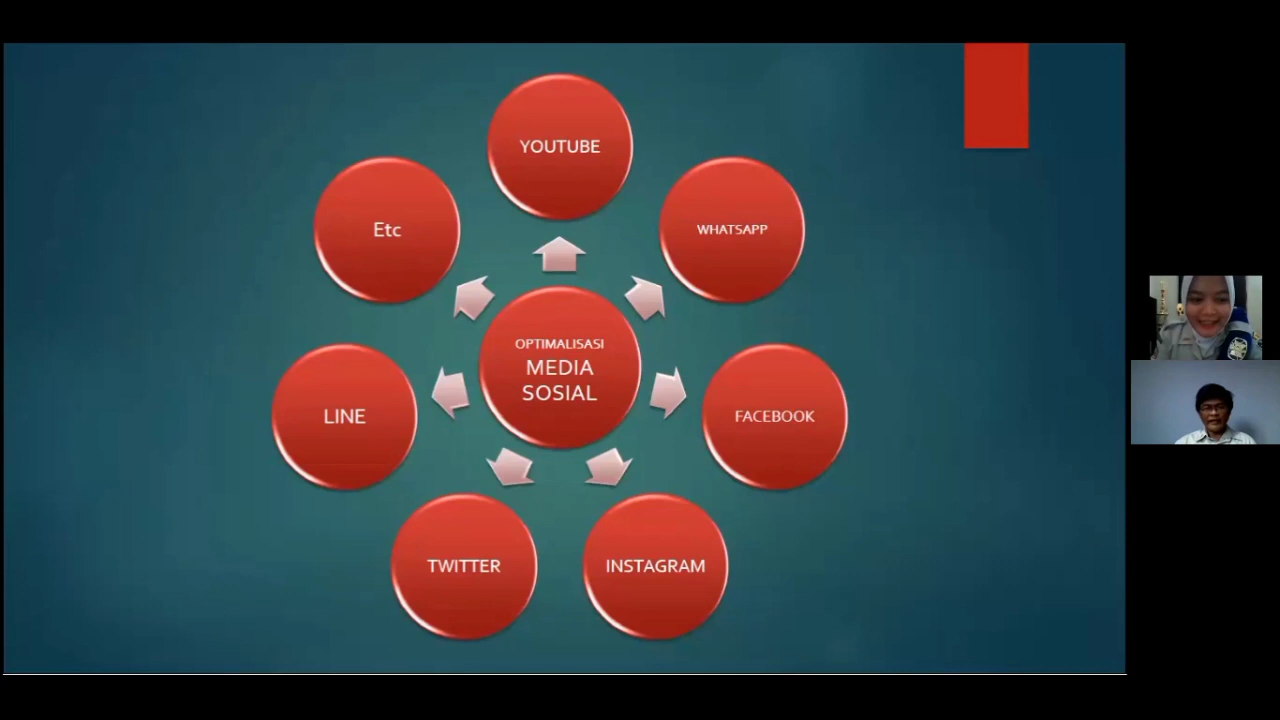 YOUTUBE
WHATSAPP
FACEBOOK
INSTAGRAM
TWITTER
LINE
Etc
OPTIMALISASI
MEDIA
SOSIAL